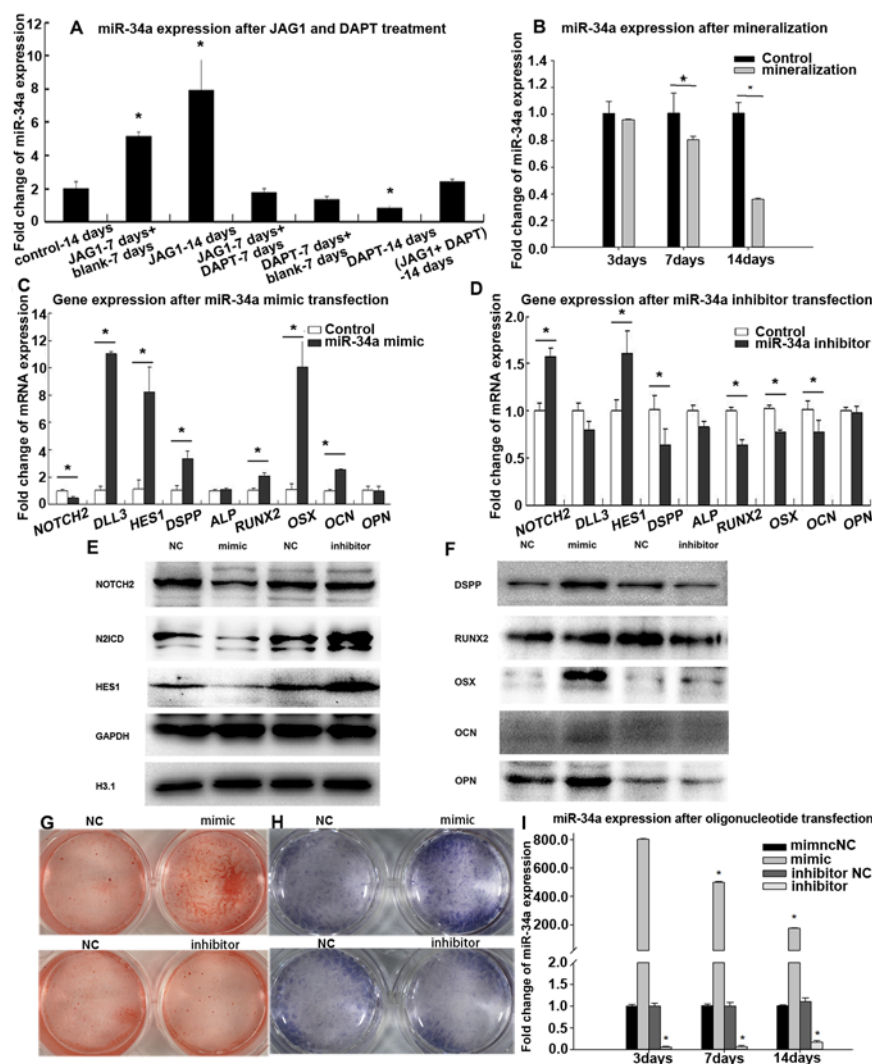 A miR-34a expression after JAG1 and DAPT treatment
Fold change of miR-34a expression
12
10
8
6
4
2
0
*
*
*
control-14 days
JAG1-7 days+
blank-7 days
JAG1-14 days
JAG1-7 days+
DAPT-7 days
DAPT-7 days+
blank-7 days
DAPT-14 days
(JAG1+ DAPT)
-14 days
B miR-34a expression after mineralization
Control
mineralization
Fold change of miR-34a expression
1.4
1.2
1.0
0.8
0.6
0.4
0.2
0.0
*
*
3days 7days 14days
C Gene expression after miR-34a mimic transfection
Control
miR-34a mimic
Fold change of mRNA expression
14
12
10
8
6
4
2
0
*
*
*
*
*
*
*
NOTCH2 DLL3 HES1 DSPP ALP RUNX2 OSX OCN OPN
D Gene expression after miR-34a inhibitor transfection
Control
miR-34a inhibitor
Fold change of mRNA expression
2.0
1.5
1.0
0.5
0.0
*
*
*
*
*
*
NOTCH2 DLL3 HES1 DSPP ALP RUNX2 OSX OCN OPN
E NC mimic NC inhibitor
NOTCH2
N2ICD
HES1
GAPDH
H3.1
F NC mimic NC inhibitor
DSPP
RUNX2
OSX
OCN
OPN
G NC mimic
NC inhibitor
H NC mimic
NC inhibitor
I
miR-34a expression after oligonucleotide transfection
mimncNC
mimic
inhibitor NC
inhibitor
Fold change of miR-34a expression
800.0
600.0
400.0
200.0
2.0
1.5
1.0
0.5
0.0
*
*
*
*
*
3days 7days 14days